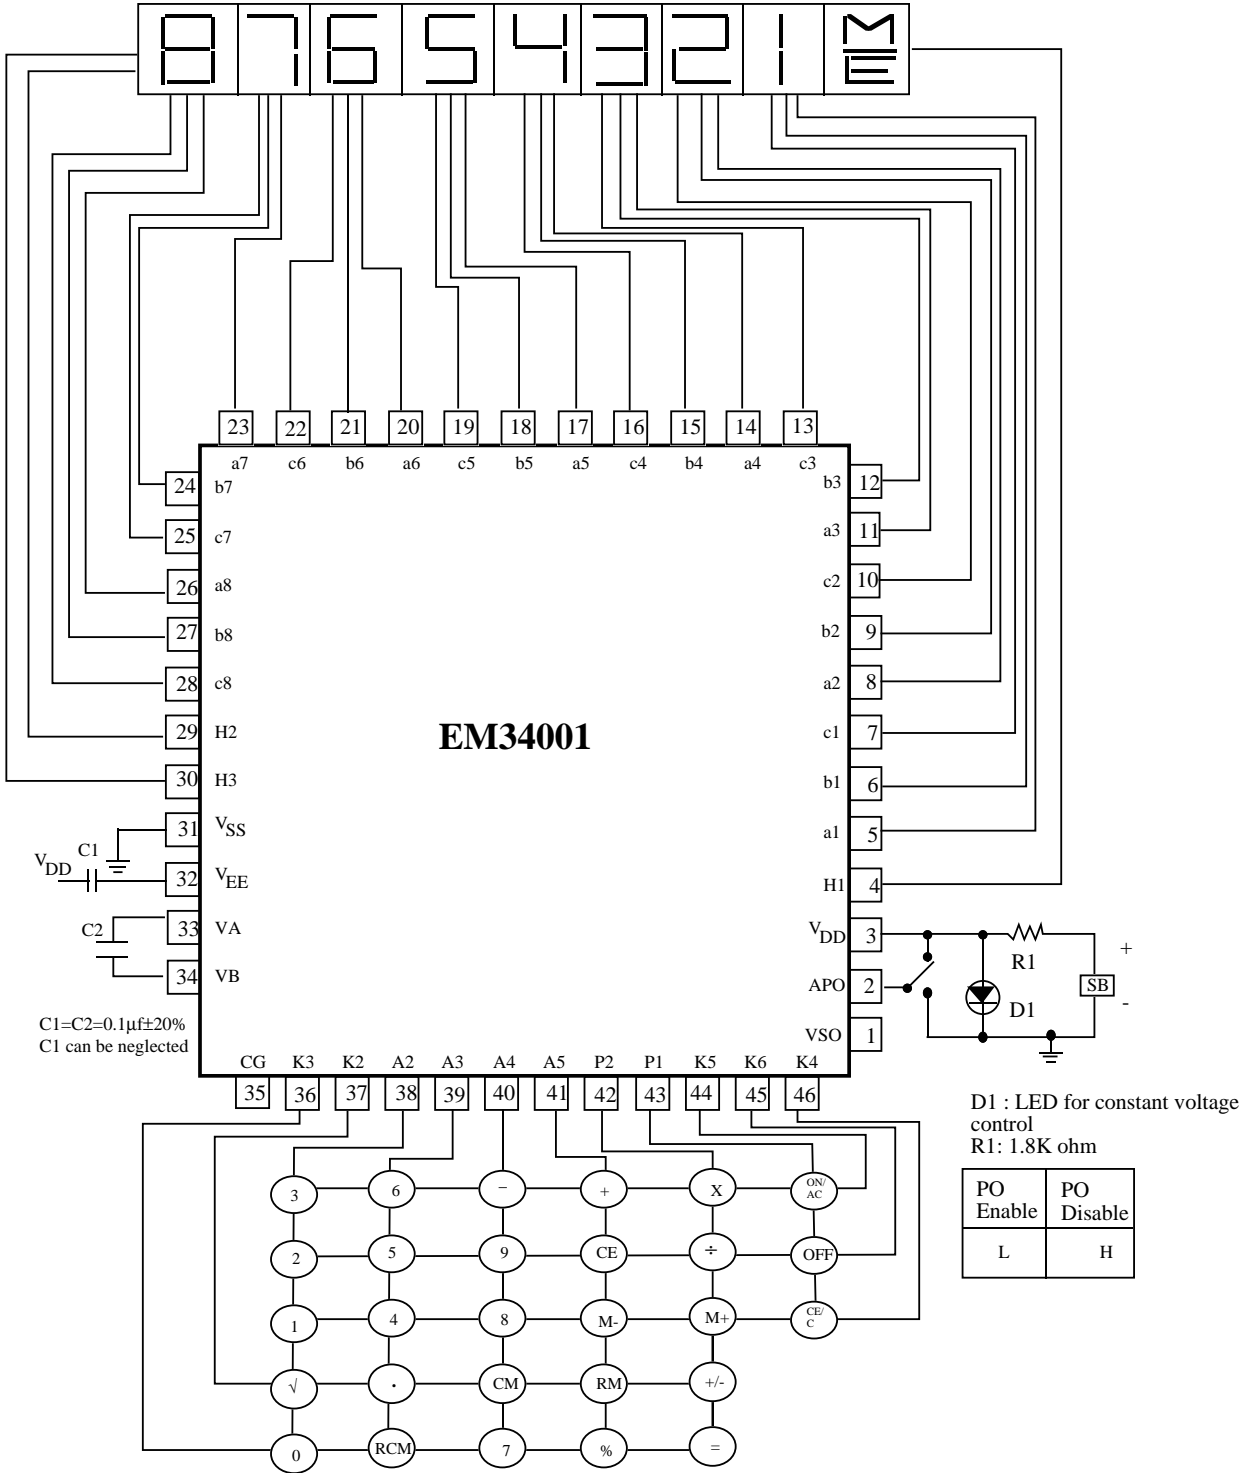 8 7 6 5 4 3 2 1 M E
23 22 21 20 19 18 17 16 15 14 13
a7 c6 b6 a6 c5 b5 a5 c4 b4 a4 c3
24 b7 b3 12
25 c7 a3 11
26 a8 c2 10
27 b8 b2 9
28 c8 a2 8
29 H2 c1 7
EM34001
30 H3 b1 6
31 VSS a1 5
VDD C1 32 VEE H1 4
C2 33 VA VDD 3 R1 +
34 VB APO 2 D1 SB -
C1=C2=0.1μf±20%
C1 can be neglected
VSO 1
CG K3 K2 A2 A3 A4 A5 P2 P1 K5 K6 K4
35 36 37 38 39 40 41 42 43 44 45 46
D1 : LED for constant voltage
control
R1: 1.8K ohm
PO Enable PO Disable
L H
3 6 − + X ON/AC
2 5 9 CE ÷ OFF
1 4 8 M- M+ CE/C
√ . CM RM +/-
0 RCM 7 % =